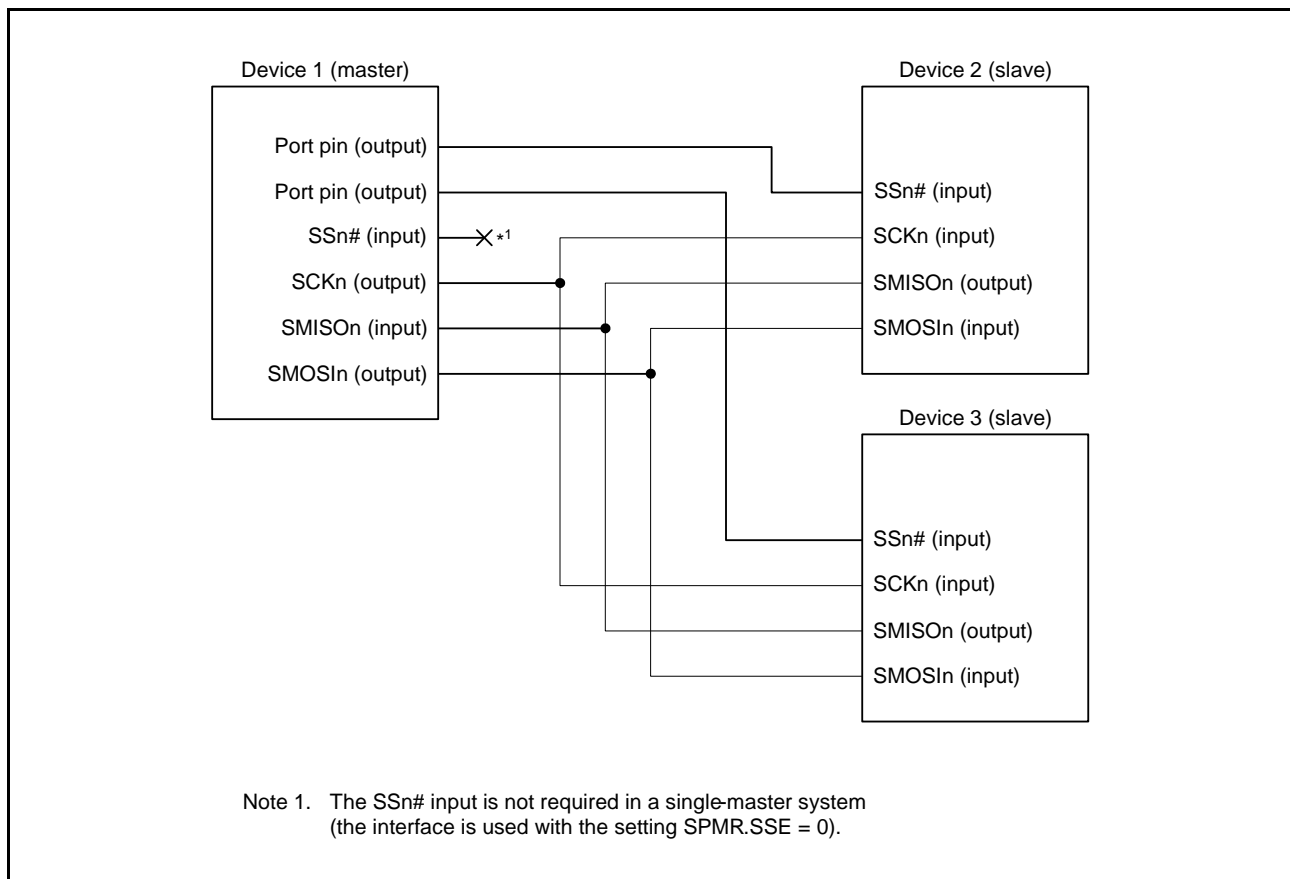 Device 1 (master)
Port pin (output)
Port pin (output)
SSn# (input)
*1
SCKn (output)
SMISOn (input)
SMOSIn (output)
Device 2 (slave)
SSn# (input)
SCKn (input)
SMISOn (output)
SMOSIn (input)
Device 3 (slave)
SSn# (input)
SCKn (input)
SMISOn (output)
SMOSIn (input)
Note 1. The SSn# input is not required in a single-master system
(the interface is used with the setting SPMR.SSE = 0).